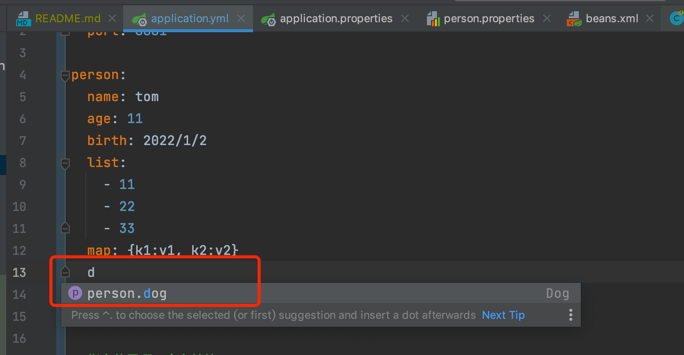 README.md application.yml application.properties person.properties beans.xml
3
4 person:
5 name: tom
6 age: 11
7 birth: 2022/1/2
8 list:
9 - 11
10 - 22
11 - 33
12 map: {k1:v1, k2:v2}
13 d
14 person.dog Dog
15 Press ^. to choose the selected (or first) suggestion and insert a dot afterwards Next Tip
16